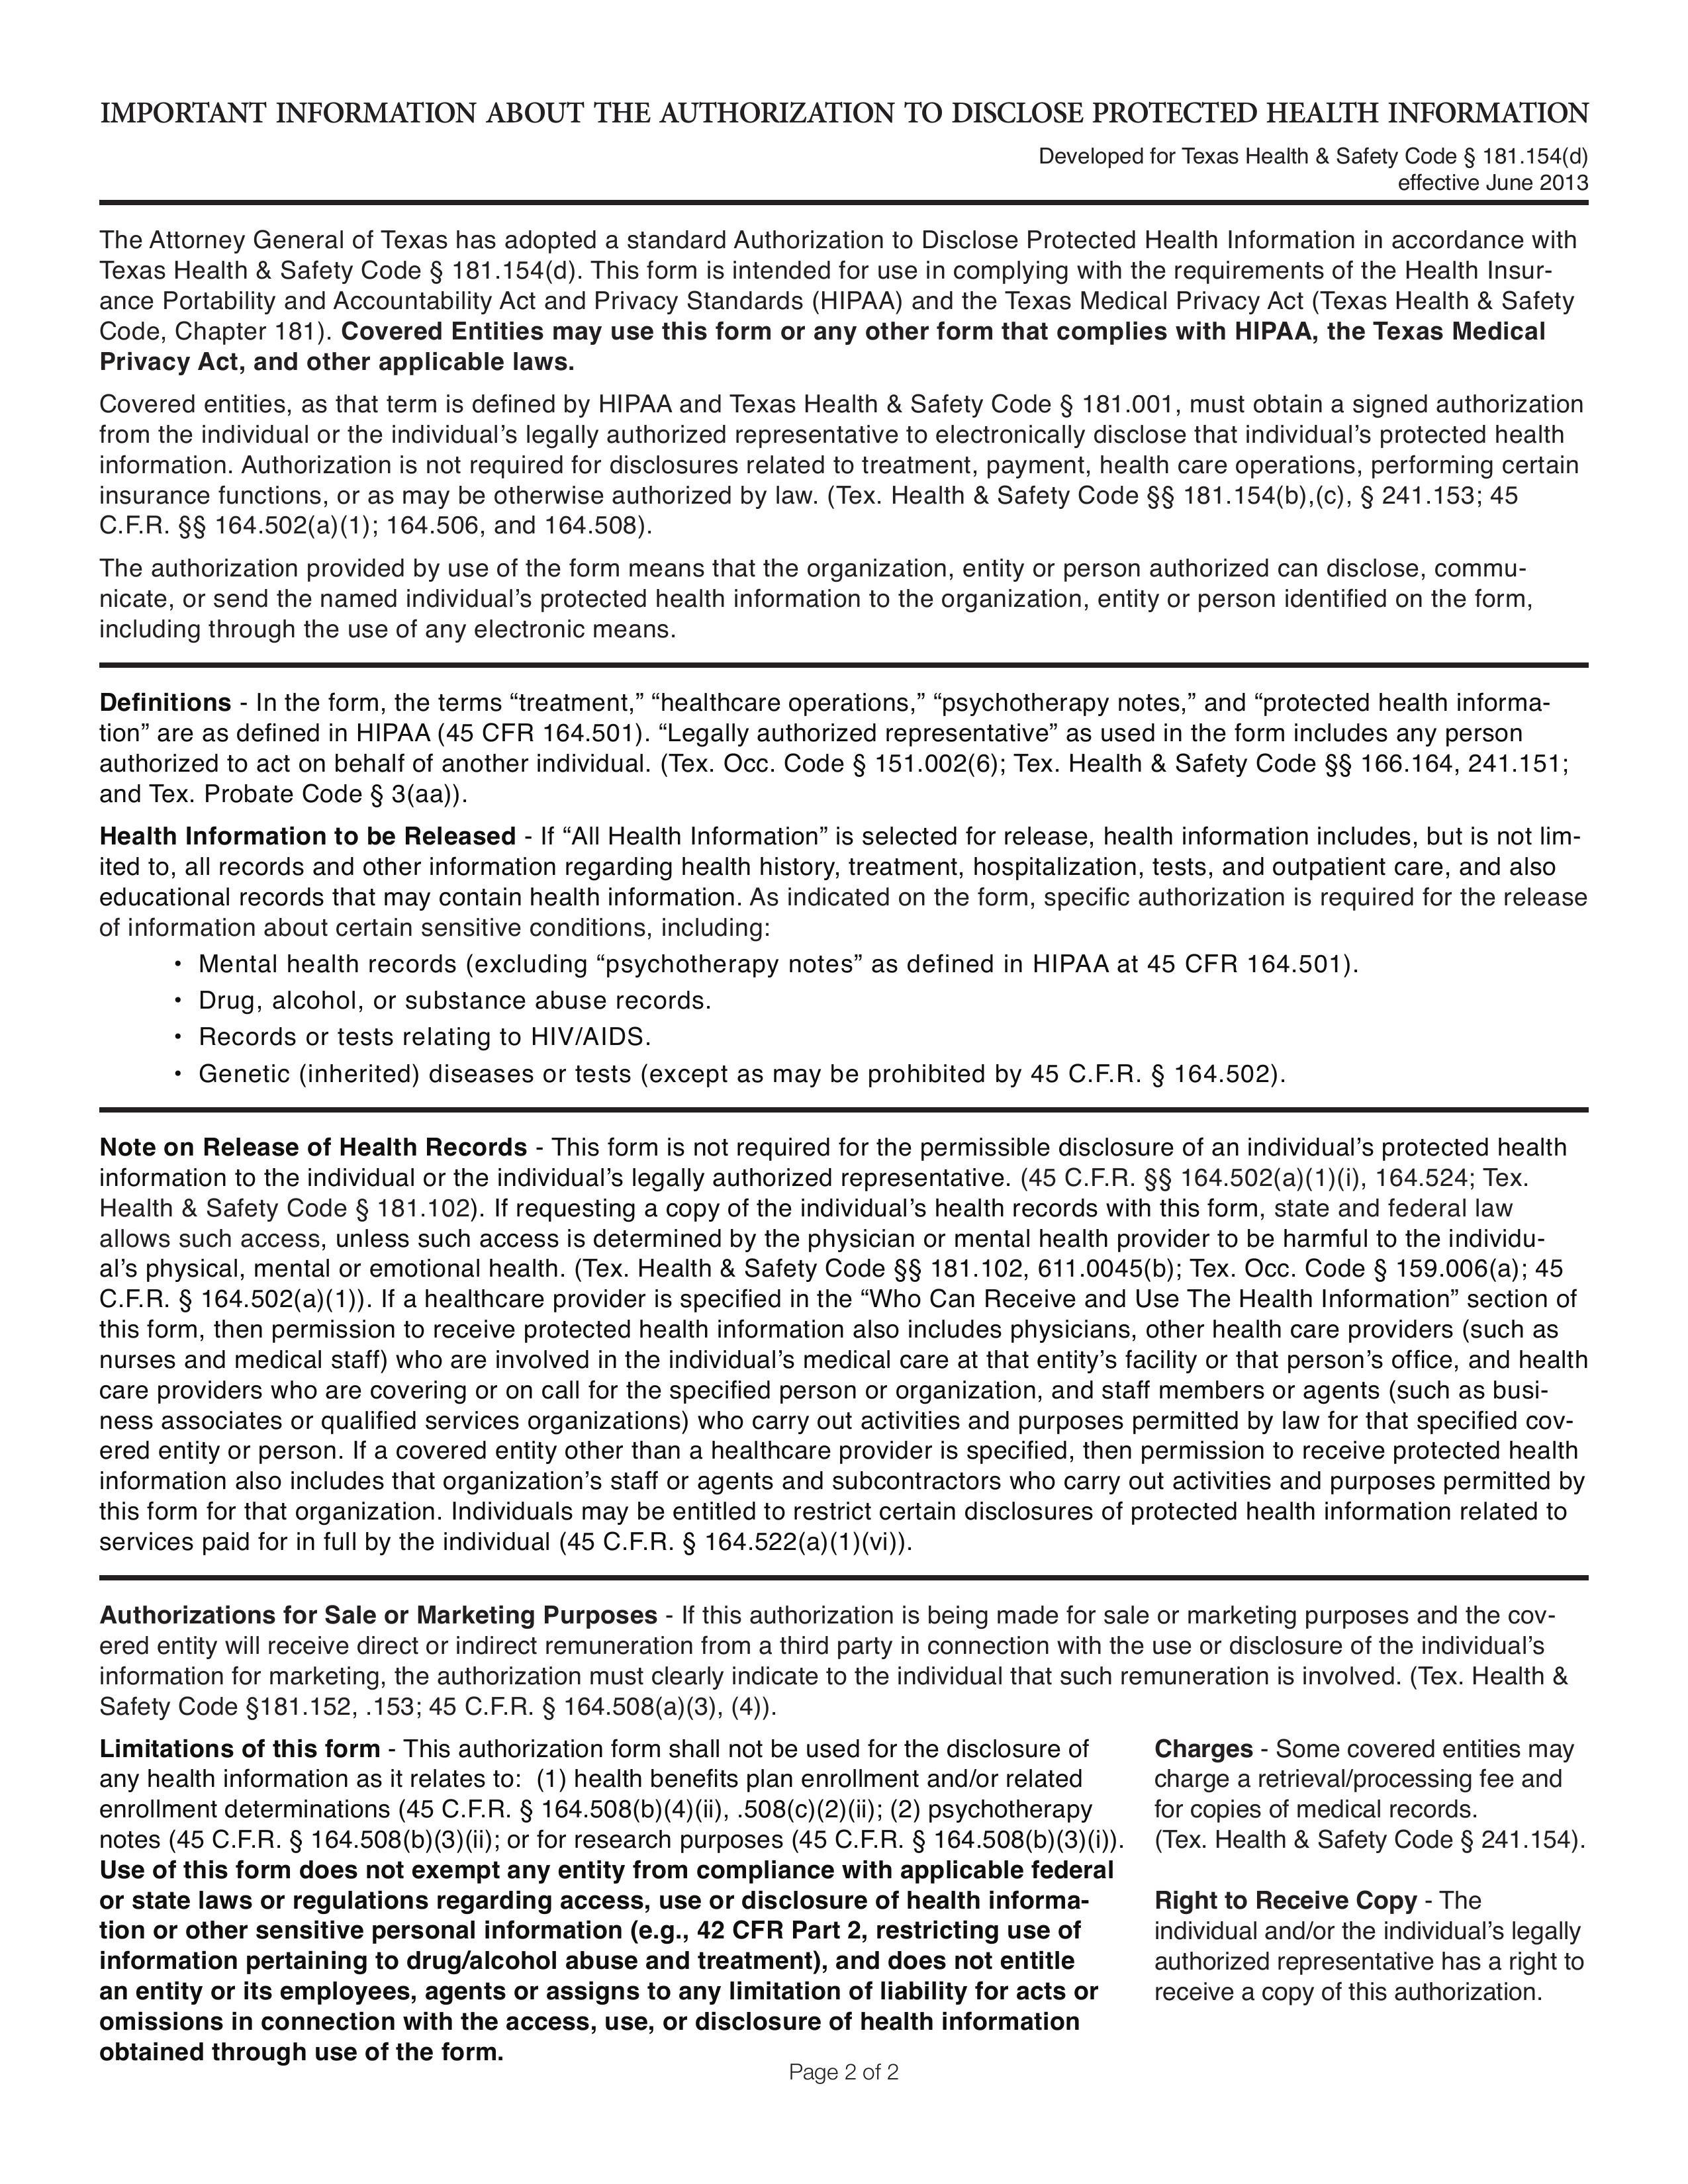 IMPORTANT INFORMATION ABOUT THE AUTHORIZATION TO DISCLOSE PROTECTED HEALTH INFORMATION
Developed for Texas Health & Safety Code § 181.154(d)
effective June 2013
The Attorney General of Texas has adopted a standard Authorization to Disclose Protected Health Information in accordance with
Texas Health & Safety Code § 181.154(d). This form is intended for use in complying with the requirements of the Health Insur-
ance Portability and Accountability Act and Privacy Standards (HIPAA) and the Texas Medical Privacy Act (Texas Health & Safety
Code, Chapter 181). Covered Entities may use this form or any other form that complies with HIPAA, the Texas Medical
Privacy Act, and other applicable laws.
Covered entities, as that term is defined by HIPAA and Texas Health & Safety Code § 181.001, must obtain a signed authorization
from the individual or the individual’s legally authorized representative to electronically disclose that individual’s protected health
information. Authorization is not required for disclosures related to treatment, payment, health care operations, performing certain
insurance functions, or as may be otherwise authorized by law. (Tex. Health & Safety Code §§ 181.154(b),(c), § 241.153; 45
C.F.R. §§ 164.502(a)(1); 164.506, and 164.508).
The authorization provided by use of the form means that the organization, entity or person authorized can disclose, commu-
nicate, or send the named individual’s protected health information to the organization, entity or person identified on the form,
including through the use of any electronic means.
Definitions - In the form, the terms “treatment,” “healthcare operations,” “psychotherapy notes,” and “protected health informa-
tion” are as defined in HIPAA (45 CFR 164.501). “Legally authorized representative” as used in the form includes any person
authorized to act on behalf of another individual. (Tex. Occ. Code § 151.002(6); Tex. Health & Safety Code §§ 166.164, 241.151;
and Tex. Probate Code § 3(aa)).
Health Information to be Released - If “All Health Information” is selected for release, health information includes, but is not lim-
ited to, all records and other information regarding health history, treatment, hospitalization, tests, and outpatient care, and also
educational records that may contain health information. As indicated on the form, specific authorization is required for the release
of information about certain sensitive conditions, including:
• Mental health records (excluding “psychotherapy notes” as defined in HIPAA at 45 CFR 164.501).
• Drug, alcohol, or substance abuse records.
• Records or tests relating to HIV/AIDS.
• Genetic (inherited) diseases or tests (except as may be prohibited by 45 C.F.R. § 164.502).
Note on Release of Health Records - This form is not required for the permissible disclosure of an individual’s protected health
information to the individual or the individual’s legally authorized representative. (45 C.F.R. §§ 164.502(a)(1)(i), 164.524; Tex.
Health & Safety Code § 181.102). If requesting a copy of the individual’s health records with this form, state and federal law
allows such access, unless such access is determined by the physician or mental health provider to be harmful to the individu-
al’s physical, mental or emotional health. (Tex. Health & Safety Code §§ 181.102, 611.0045(b); Tex. Occ. Code § 159.006(a); 45
C.F.R. § 164.502(a)(1)). If a healthcare provider is specified in the “Who Can Receive and Use The Health Information” section of
this form, then permission to receive protected health information also includes physicians, other health care providers (such as
nurses and medical staff) who are involved in the individual’s medical care at that entity’s facility or that person’s office, and health
care providers who are covering or on call for the specified person or organization, and staff members or agents (such as busi-
ness associates or qualified services organizations) who carry out activities and purposes permitted by law for that specified cov-
ered entity or person. If a covered entity other than a healthcare provider is specified, then permission to receive protected health
information also includes that organization’s staff or agents and subcontractors who carry out activities and purposes permitted by
this form for that organization. Individuals may be entitled to restrict certain disclosures of protected health information related to
services paid for in full by the individual (45 C.F.R. § 164.522(a)(1)(vi)).
Authorizations for Sale or Marketing Purposes - If this authorization is being made for sale or marketing purposes and the cov-
ered entity will receive direct or indirect remuneration from a third party in connection with the use or disclosure of the individual’s
information for marketing, the authorization must clearly indicate to the individual that such remuneration is involved. (Tex. Health &
Safety Code §181.152, .153; 45 C.F.R. § 164.508(a)(3), (4)).
Limitations of this form - This authorization form shall not be used for the disclosure of
any health information as it relates to: (1) health benefits plan enrollment and/or related
enrollment determinations (45 C.F.R. § 164.508(b)(4)(ii), .508(c)(2)(ii); (2) psychotherapy
notes (45 C.F.R. § 164.508(b)(3)(ii); or for research purposes (45 C.F.R. § 164.508(b)(3)(i)).
Use of this form does not exempt any entity from compliance with applicable federal
or state laws or regulations regarding access, use or disclosure of health informa-
tion or other sensitive personal information (e.g., 42 CFR Part 2, restricting use of
information pertaining to drug/alcohol abuse and treatment), and does not entitle
an entity or its employees, agents or assigns to any limitation of liability for acts or
omissions in connection with the access, use, or disclosure of health information
obtained through use of the form.
Charges - Some covered entities may
charge a retrieval/processing fee and
for copies of medical records.
(Tex. Health & Safety Code § 241.154).
Right to Receive Copy - The
individual and/or the individual’s legally
authorized representative has a right to
receive a copy of this authorization.
Page 2 of 2